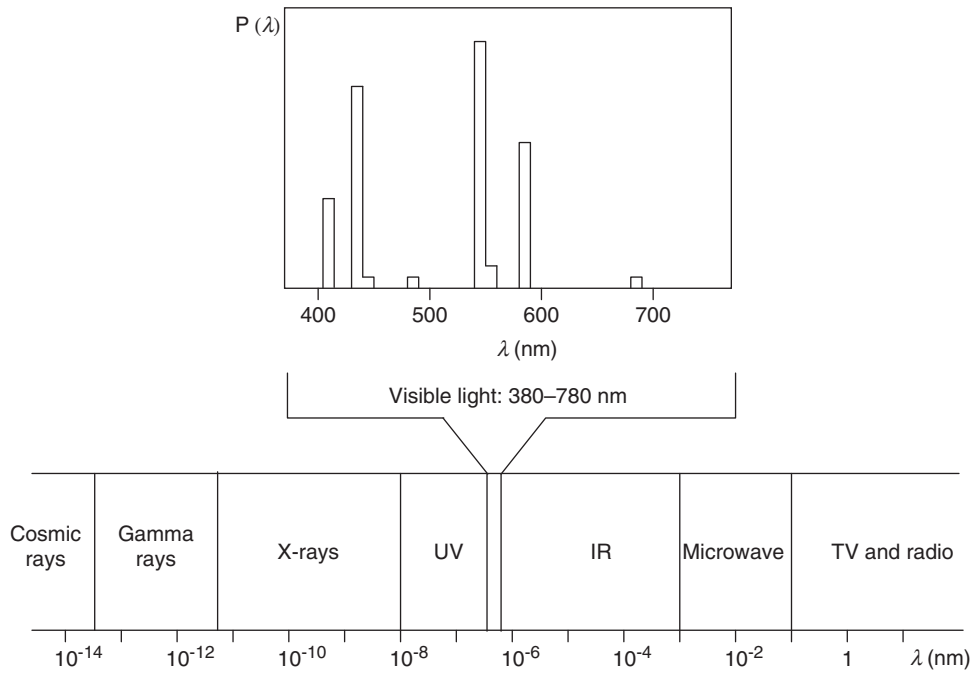 P (λ)
400 500 600 700
λ (nm)
Visible light: 380–780 nm
Cosmic rays
Gamma rays
X-rays
UV
IR
Microwave
TV and radio
10⁻¹⁴ 10⁻¹² 10⁻¹⁰ 10⁻⁸ 10⁻⁶ 10⁻⁴ 10⁻² 1 λ (nm)